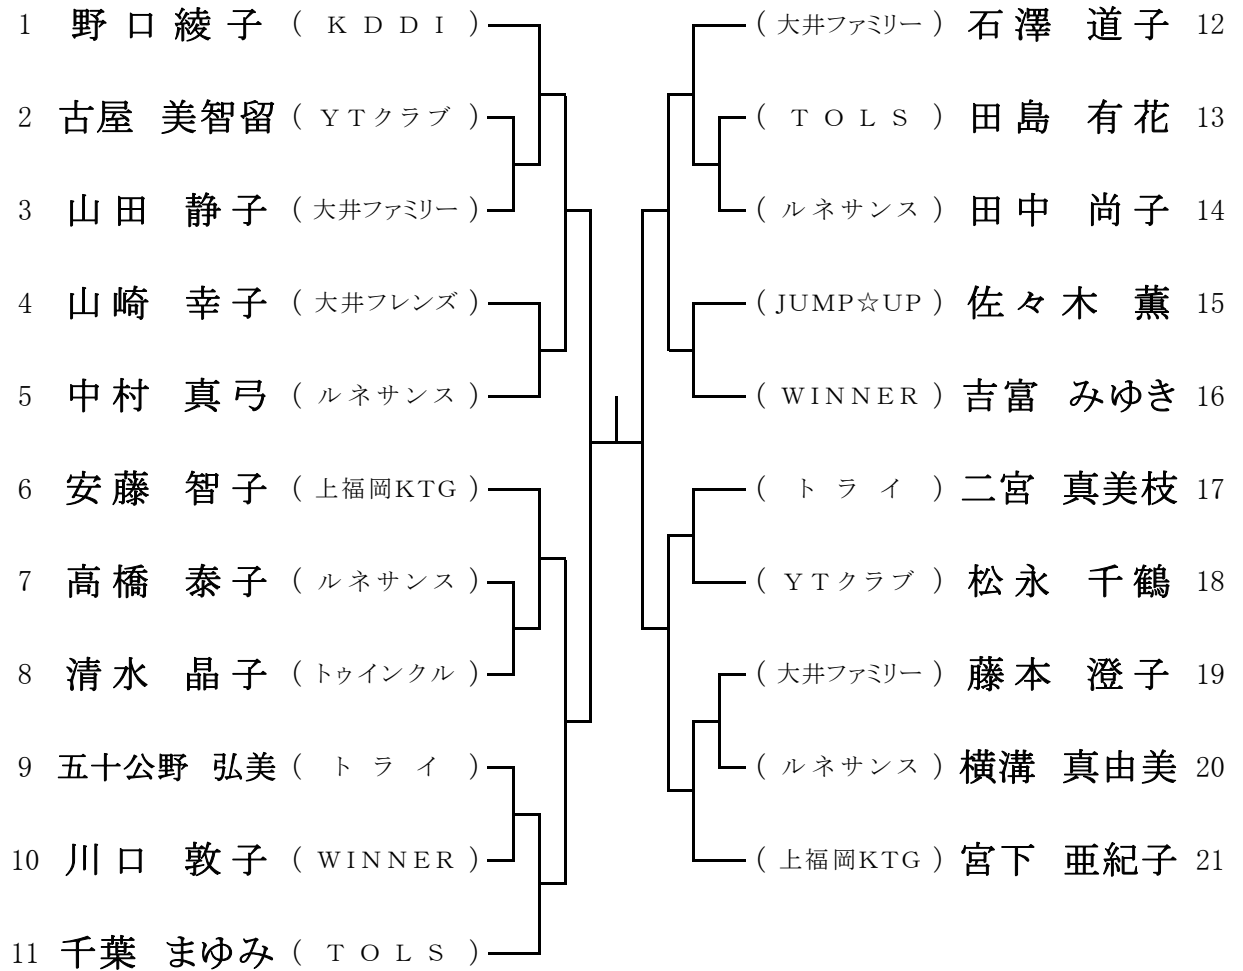 1 野口綾子 ( KDDI )
2 古屋 美智留 ( YTクラブ )
3 山田 静子 ( 大井ファミリー )
4 山崎 幸子 ( 大井フレンズ )
5 中村 真弓 ( ルネサンス )
6 安藤 智子 ( 上福岡KTG )
7 高橋 泰子 ( ルネサンス )
8 清水 晶子 ( トゥインクル )
9 五十公野 弘美 ( トライ )
10 川口 敦子 ( WINNER )
11 千葉 まゆみ ( TOLS )
( 大井ファミリー ) 石澤 道子 12
( TOLS ) 田島 有花 13
( ルネサンス ) 田中 尚子 14
( JUMP☆UP ) 佐々木 薫 15
( WINNER ) 吉富 みゆき 16
( トライ ) 二宮 真美枝 17
( YTクラブ ) 松永 千鶴 18
( 大井ファミリー ) 藤本 澄子 19
( ルネサンス ) 横溝 真由美 20
( 上福岡KTG ) 宮下 亜紀子 21